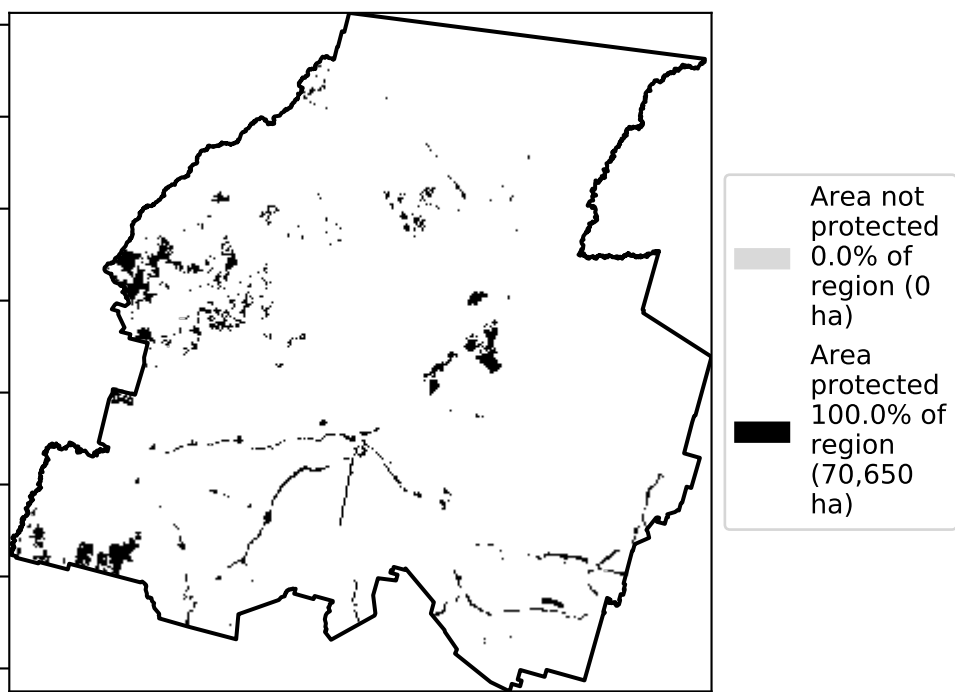 Area not
protected
0.0% of
region (0
ha)
Area
protected
100.0% of
region
(70,650
ha)